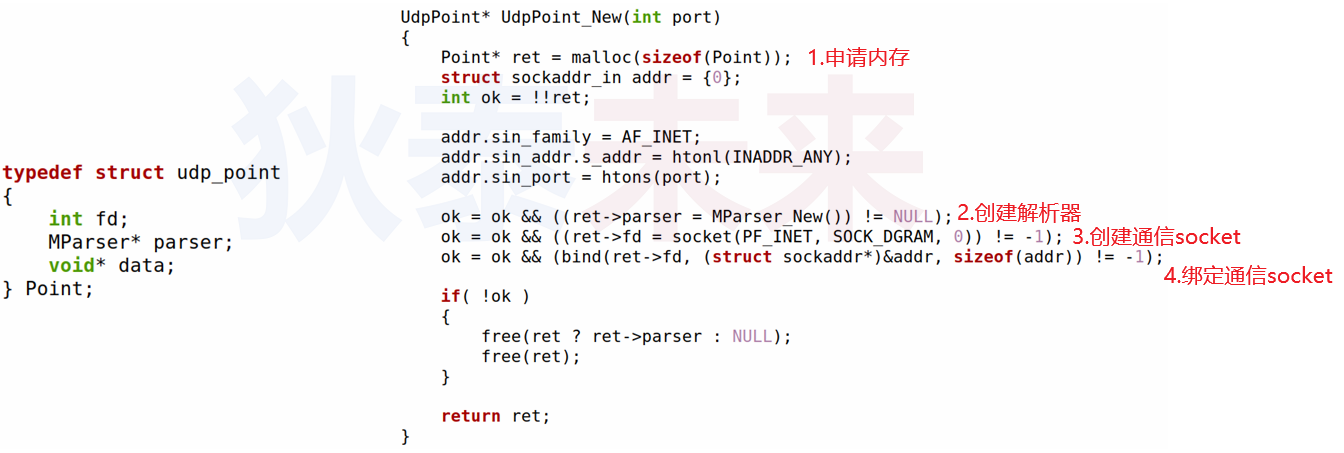 typedef struct udp_point
{
    int fd;
    MParser* parser;
    void* data;
} Point;
UdpPoint* UdpPoint_New(int port)
{
    Point* ret = malloc(sizeof(Point)); 1.申请内存
    struct sockaddr_in addr = {0};
    int ok = !!ret;
    addr.sin_family = AF_INET;
    addr.sin_addr.s_addr = htonl(INADDR_ANY);
    addr.sin_port = htons(port);
    ok = ok && ((ret->parser = MParser_New()) != NULL); 2.创建解析器
    ok = ok && ((ret->fd = socket(PF_INET, SOCK_DGRAM, 0)) != -1); 3.创建通信socket
    ok = ok && (bind(ret->fd, (struct sockaddr*)&addr, sizeof(addr)) != -1);
4.绑定通信socket
    if( !ok )
    {
        free(ret ? ret->parser : NULL);
        free(ret);
    }
    return ret;
}
狄泰未来